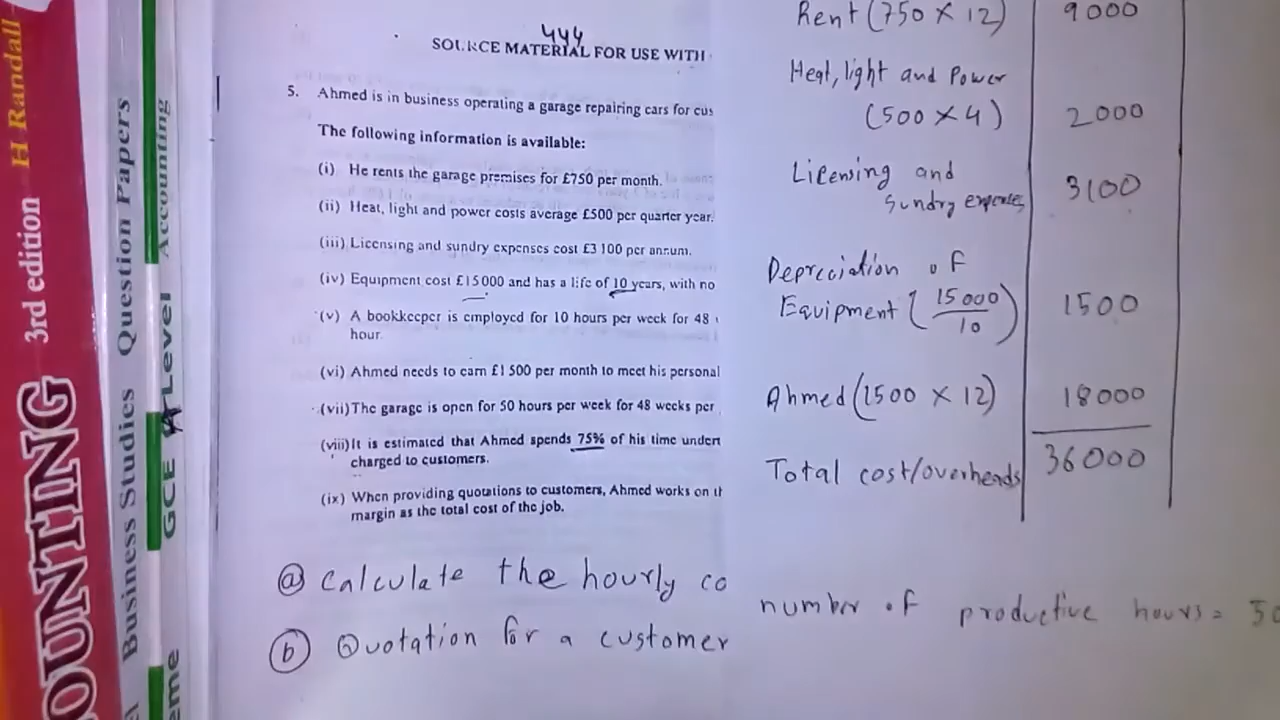 OUNTING 3rd edition H Randall
Business Studies Question Papers
GCE A Level Accounting
eme
444
SOURCE MATERIAL FOR USE WITH
5. Ahmed is in business operating a garage repairing cars for cus
The following information is available:
(i) He rents the garage premises for £750 per month.
(ii) Heat, light and power costs average £500 per quarter year.
(iii) Licensing and sundry expenses cost £3 100 per annum.
(iv) Equipment cost £15 000 and has a life of 10 years, with no
(v) A bookkeeper is employed for 10 hours per week for 48
hour.
(vi) Ahmed needs to earn £1 500 per month to meet his personal
(vii) The garage is open for 50 hours per week for 48 weeks per
(viii) It is estimated that Ahmed spends 75% of his time undert
charged to customers.
(ix) When providing quotations to customers, Ahmed works on th
margin as the total cost of the job.
(a) Calculate the hourly co
(b) Quotation for a customer
Rent (750 X 12) 9000
Heat, light and Power
(500 X 4) 2000
Licensing and
sundry expenses 3100
Depreciation of
Equipment (15000/10) 1500
Ahmed (1500 X 12) 18000
Total cost/overheads 36000
number of productive hours = 50